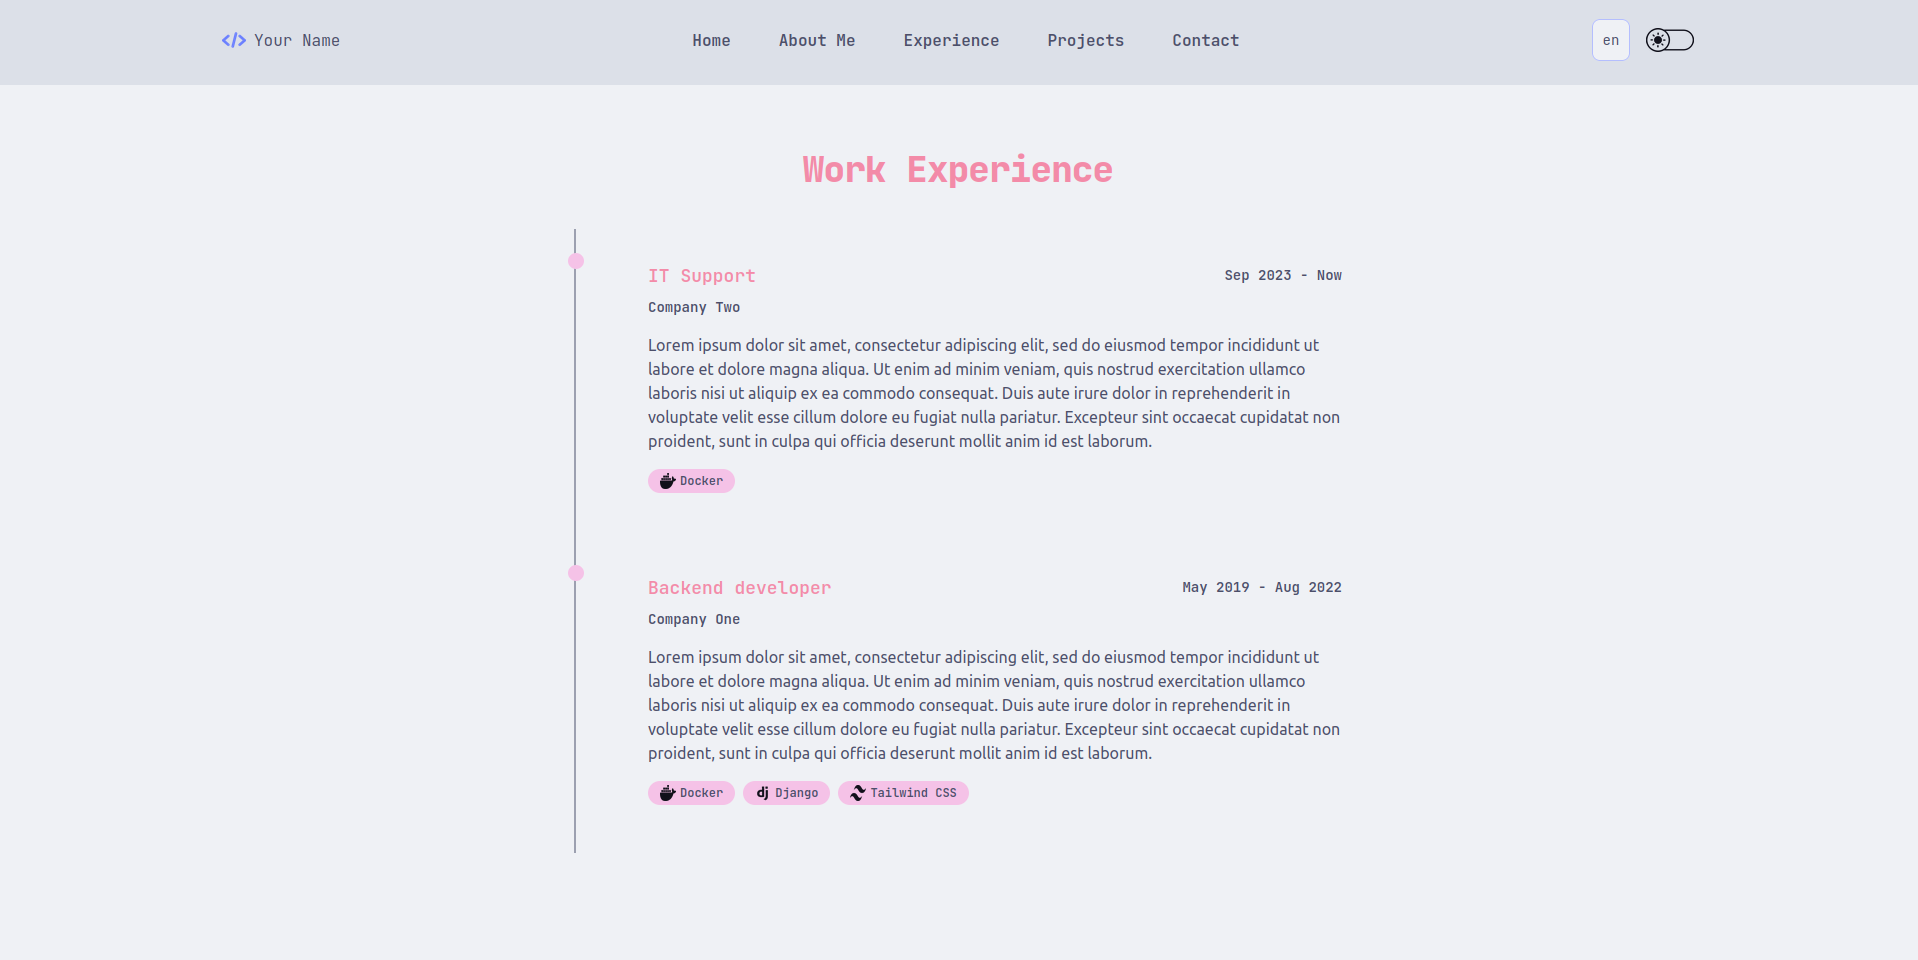 </> Your Name
Home About Me Experience Projects Contact
en
Work Experience
IT Support
Sep 2023 - Now
Company Two
Lorem ipsum dolor sit amet, consectetur adipiscing elit, sed do eiusmod tempor incididunt ut
labore et dolore magna aliqua. Ut enim ad minim veniam, quis nostrud exercitation ullamco
laboris nisi ut aliquip ex ea commodo consequat. Duis aute irure dolor in reprehenderit in
voluptate velit esse cillum dolore eu fugiat nulla pariatur. Excepteur sint occaecat cupidatat non
proident, sunt in culpa qui officia deserunt mollit anim id est laborum.
Docker
Backend developer
May 2019 - Aug 2022
Company One
Lorem ipsum dolor sit amet, consectetur adipiscing elit, sed do eiusmod tempor incididunt ut
labore et dolore magna aliqua. Ut enim ad minim veniam, quis nostrud exercitation ullamco
laboris nisi ut aliquip ex ea commodo consequat. Duis aute irure dolor in reprehenderit in
voluptate velit esse cillum dolore eu fugiat nulla pariatur. Excepteur sint occaecat cupidatat non
proident, sunt in culpa qui officia deserunt mollit anim id est laborum.
Docker dj Django Tailwind CSS